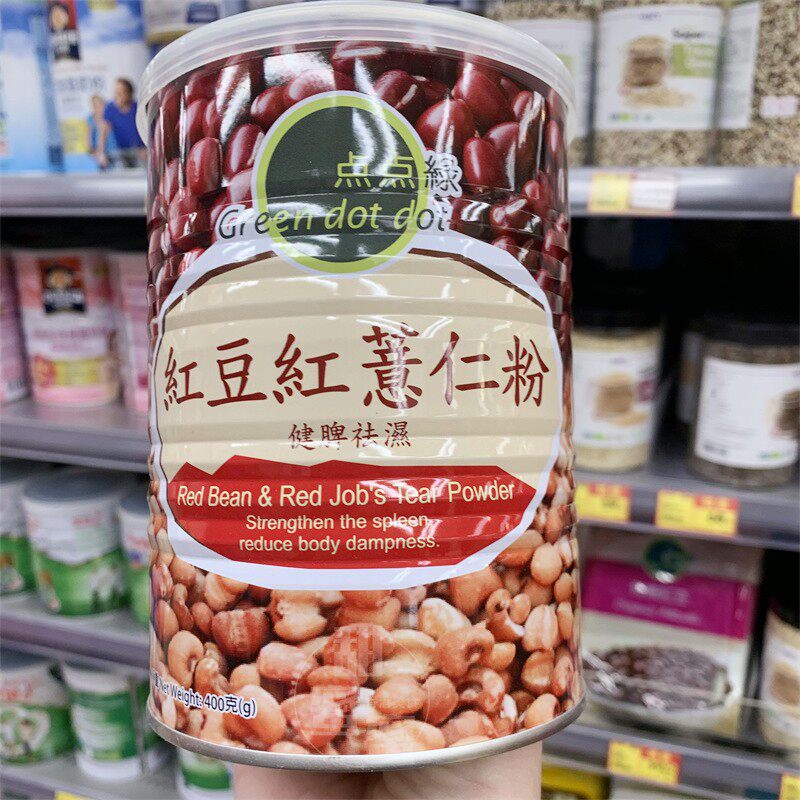 点点綠
Green dot dot
紅豆紅薏仁粉
健脾祛濕
Red Bean & Red Job's Tear Powder
Strengthen the spleen,
reduce body dampness.
Net Weight: 400克(g)